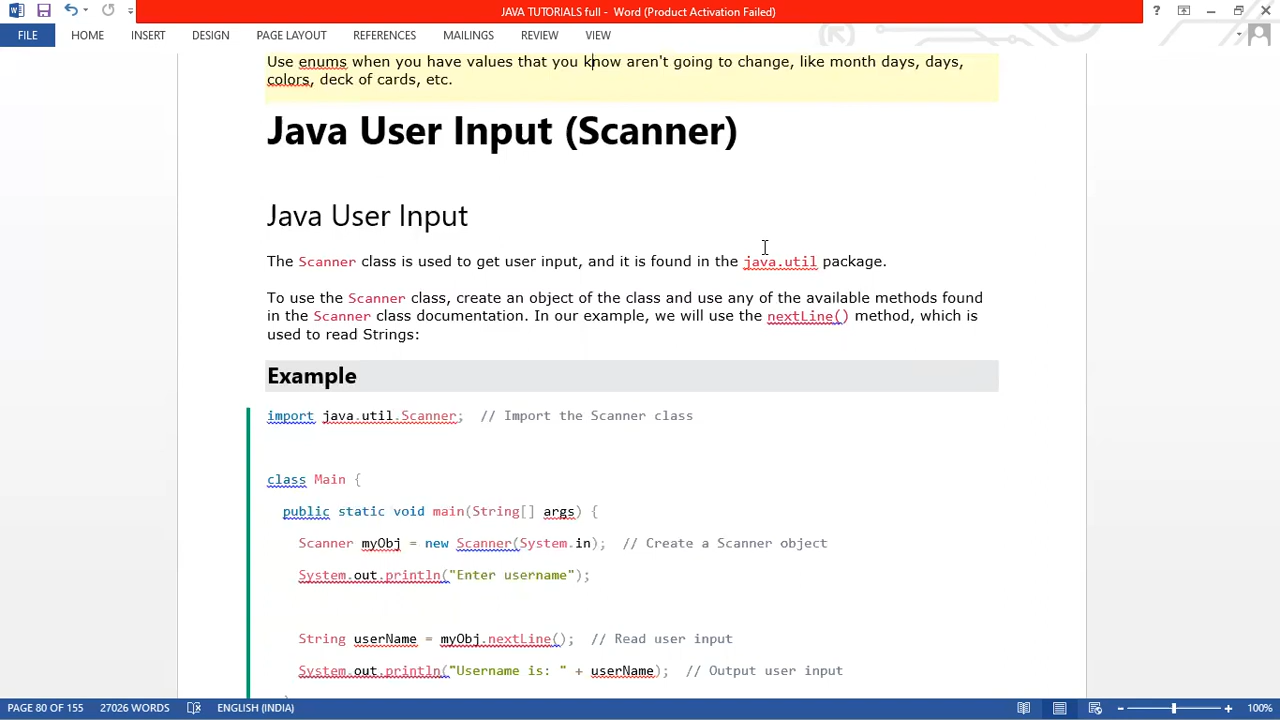 JAVA TUTORIALS full - Word (Product Activation Failed)
FILE HOME INSERT DESIGN PAGE LAYOUT REFERENCES MAILINGS REVIEW VIEW
Use enums when you have values that you know aren't going to change, like month days, days,
colors, deck of cards, etc.
Java User Input (Scanner)
Java User Input
The Scanner class is used to get user input, and it is found in the java.util package.
To use the Scanner class, create an object of the class and use any of the available methods found
in the Scanner class documentation. In our example, we will use the nextLine() method, which is
used to read Strings:
Example
import java.util.Scanner;  // Import the Scanner class
class Main {
public static void main(String[] args) {
Scanner myObj = new Scanner(System.in);  // Create a Scanner object
System.out.println("Enter username");
String userName = myObj.nextLine();  // Read user input
System.out.println("Username is: " + userName);  // Output user input
PAGE 80 OF 155 27026 WORDS ENGLISH (INDIA) 100%